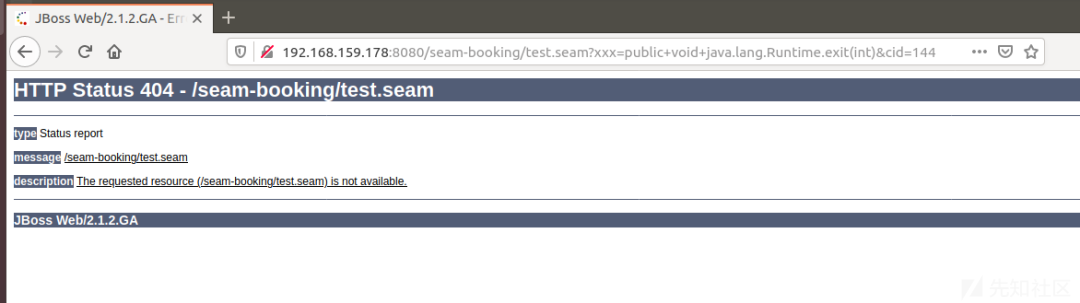 JBoss Web/2.1.2.GA - Err
192.168.159.178:8080/seam-booking/test.seam?xxx=public+void+java.lang.Runtime.exit(int)&cid=144
HTTP Status 404 - /seam-booking/test.seam
type Status report
message /seam-booking/test.seam
description The requested resource (/seam-booking/test.seam) is not available.
JBoss Web/2.1.2.GA
先知社区